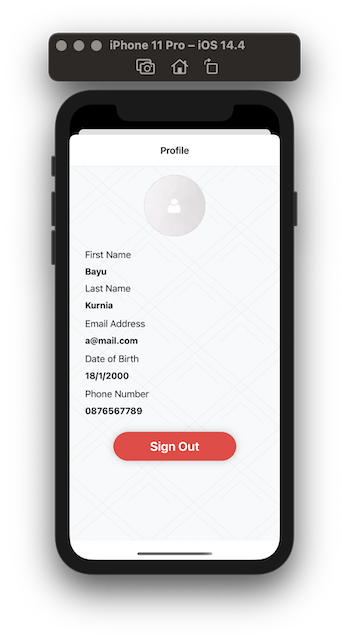 iPhone 11 Pro – iOS 14.4
Profile
First Name
Bayu
Last Name
Kurnia
Email Address
a@mail.com
Date of Birth
18/1/2000
Phone Number
0876567789
Sign Out